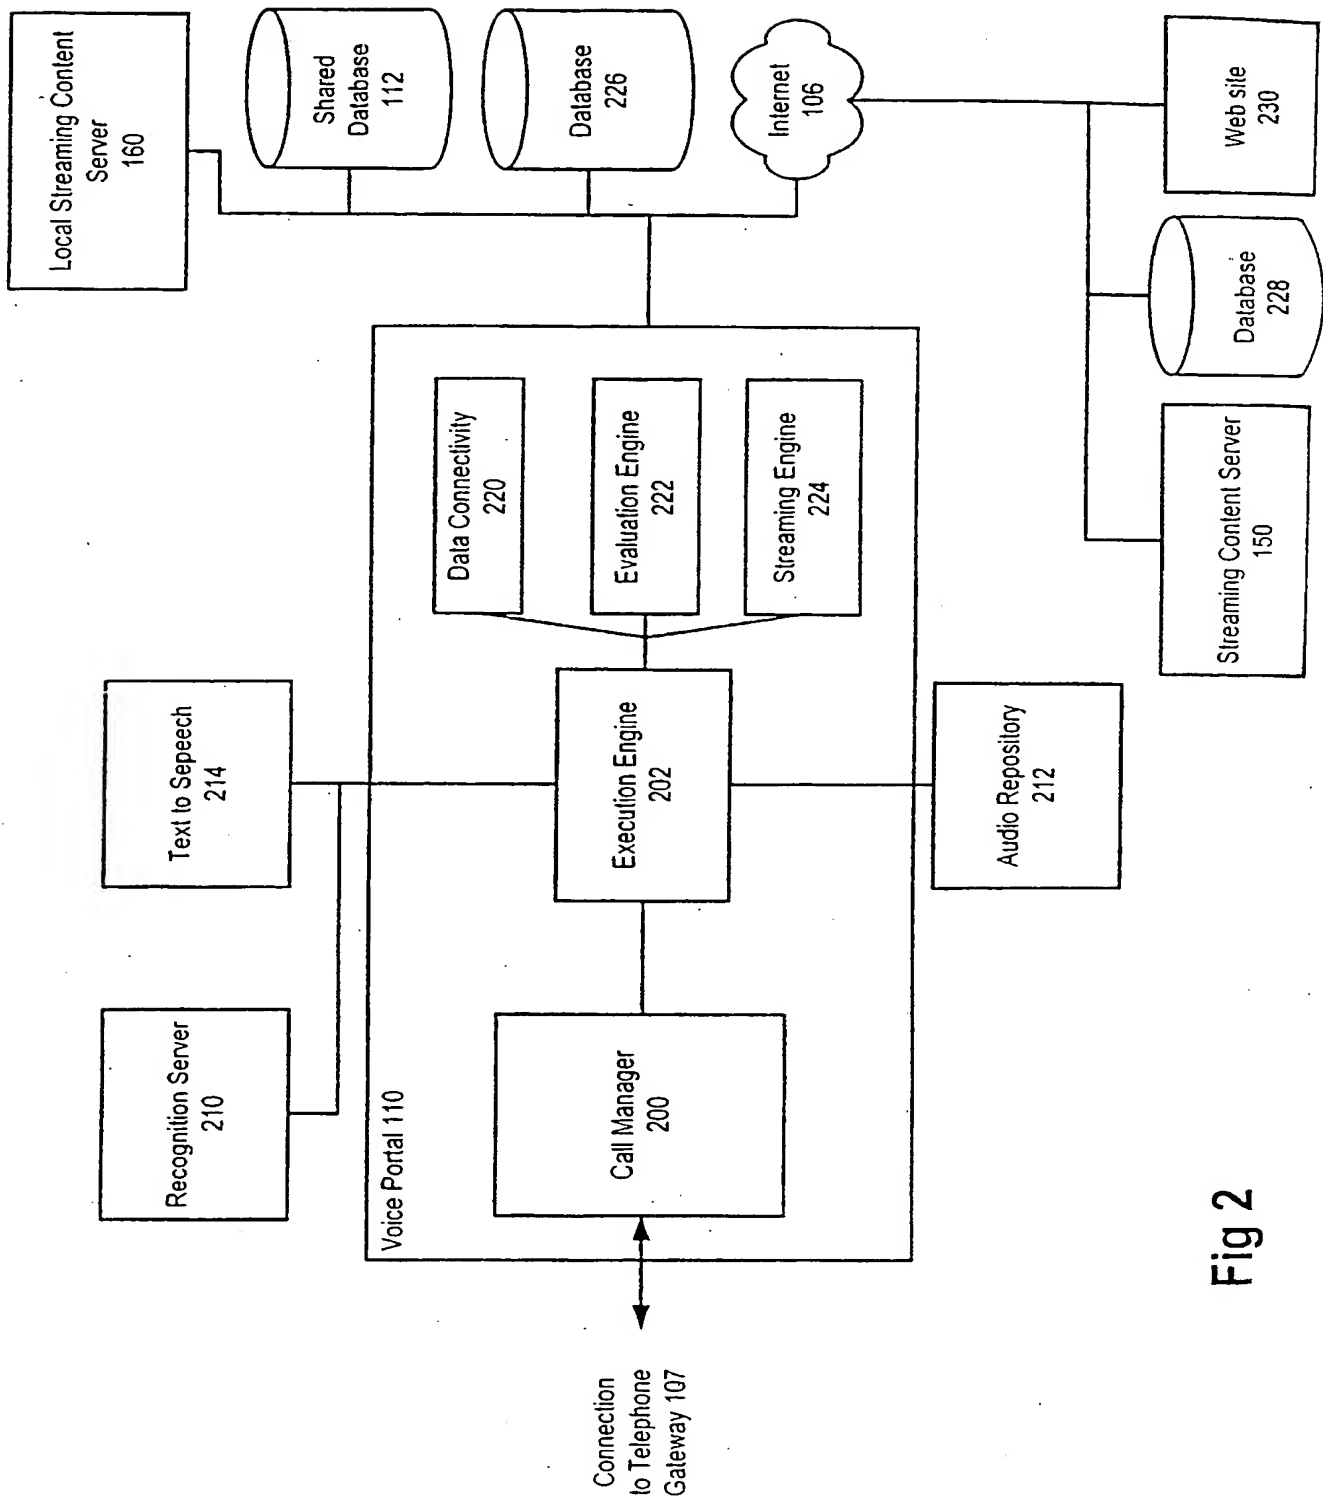 Recognition Server
210
Text to Sepeech
214
Local Streaming Content
Server
160
Shared
Database
112
Database
226
Internet
106
Voice Portal 110
Call Manager
200
Execution Engine
202
Data Connectivity
220
Evaluation Engine
222
Streaming Engine
224
Connection
to Telephone
Gateway 107
Audio Repository
212
Streaming Content Server
150
Database
228
Web site
230
Fig 2